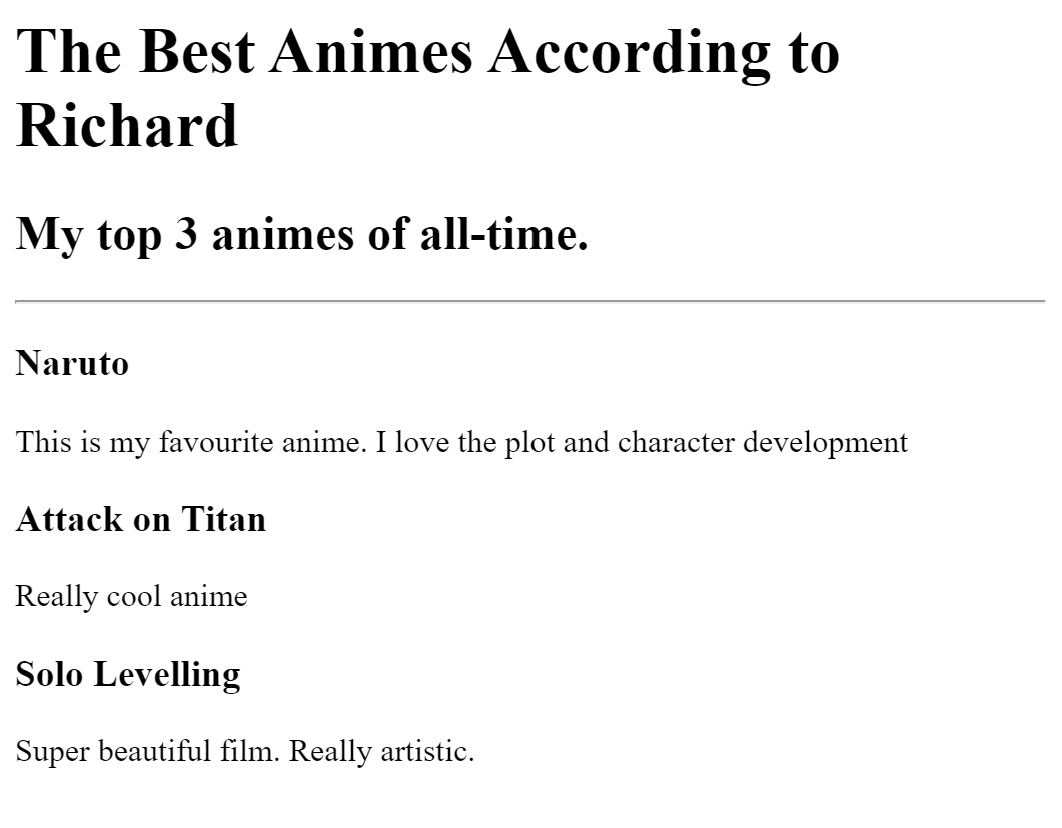 The Best Animes According to
Richard
My top 3 animes of all-time.
Naruto
This is my favourite anime. I love the plot and character development
Attack on Titan
Really cool anime
Solo Levelling
Super beautiful film. Really artistic.